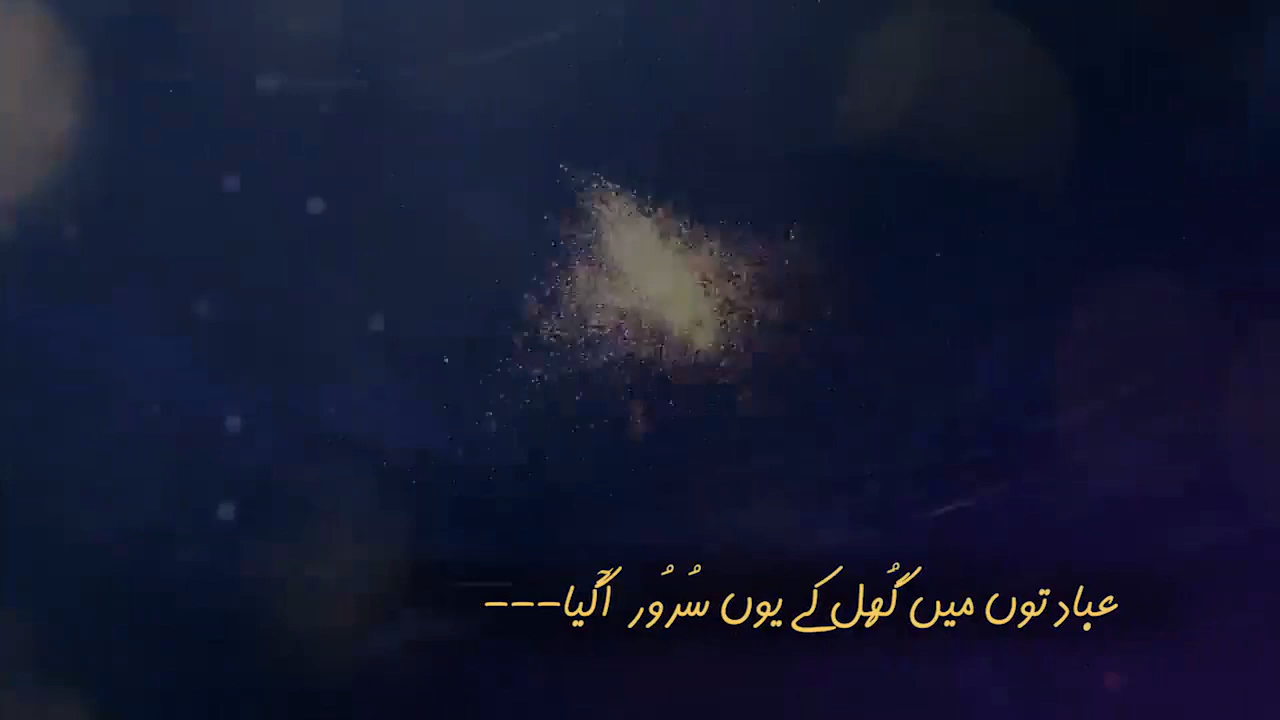 عبادتوں میں گُھل کے یوں سُرُور آگیا---